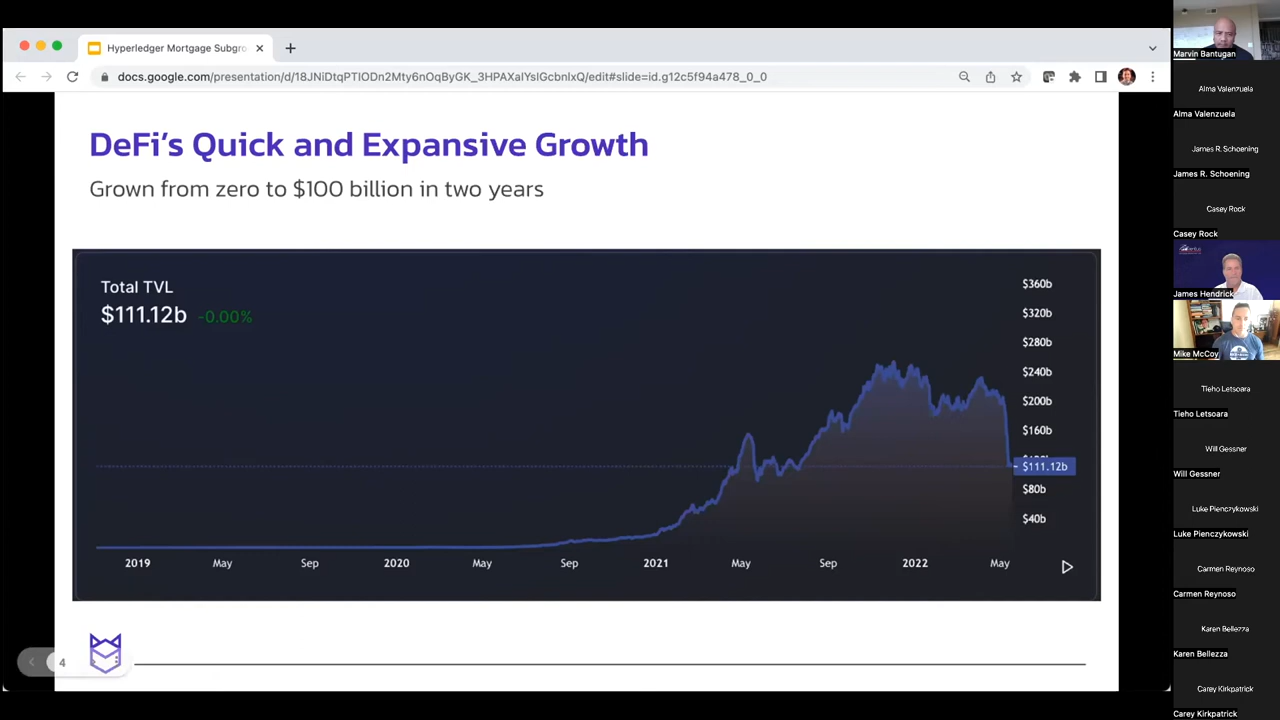 Hyperledger Mortgage Subgro
docs.google.com/presentation/d/18JNiDtqPTIODn2Mty6nOqByGK_3HPAXalYslGcbnlxQ/edit#slide=id.g12c5f94a478_0_0
DeFi's Quick and Expansive Growth
Grown from zero to $100 billion in two years
Total TVL
$111.12b -0.00%
$360b
$320b
$280b
$240b
$200b
$160b
$111.12b
$80b
$40b
2019 May Sep 2020 May Sep 2021 May Sep 2022 May
4
Marvin Bantugan
Alma Valenzuela
Alma Valenzuela
James R. Schoening
James R. Schoening
Casey Rock
Casey Rock
James Hendrick
Mike McCoy
Tieho Letsoara
Tieho Letsoara
Will Gessner
Will Gessner
Luke Pienczykowski
Luke Pienczykowski
Carmen Reynoso
Carmen Reynoso
Karen Bellezza
Karen Bellezza
Carey Kirkpatrick
Carey Kirkpatrick